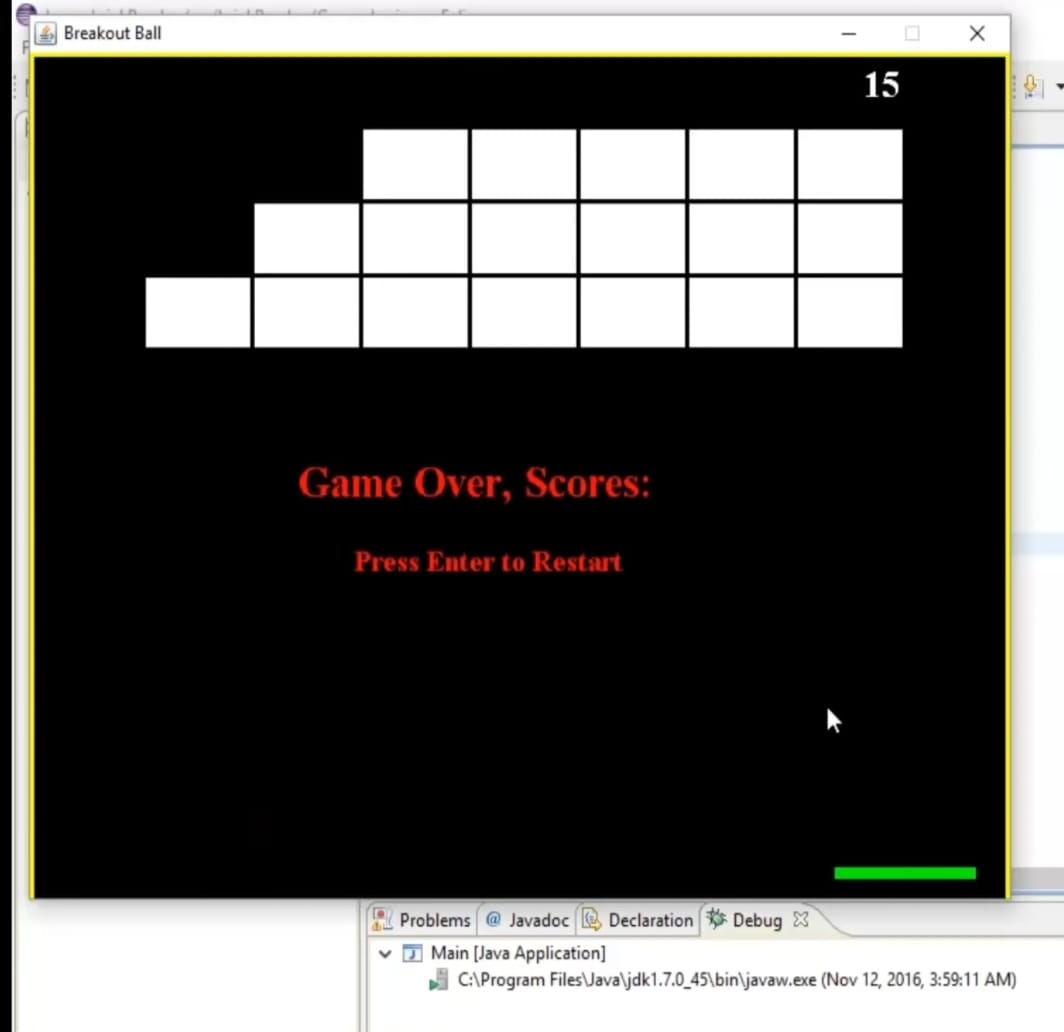 Breakout Ball
15
Game Over, Scores:
Press Enter to Restart
Problems @ Javadoc Declaration Debug
Main [Java Application]
C:\Program Files\Java\jdk1.7.0_45\bin\javaw.exe (Nov 12, 2016, 3:59:11 AM)